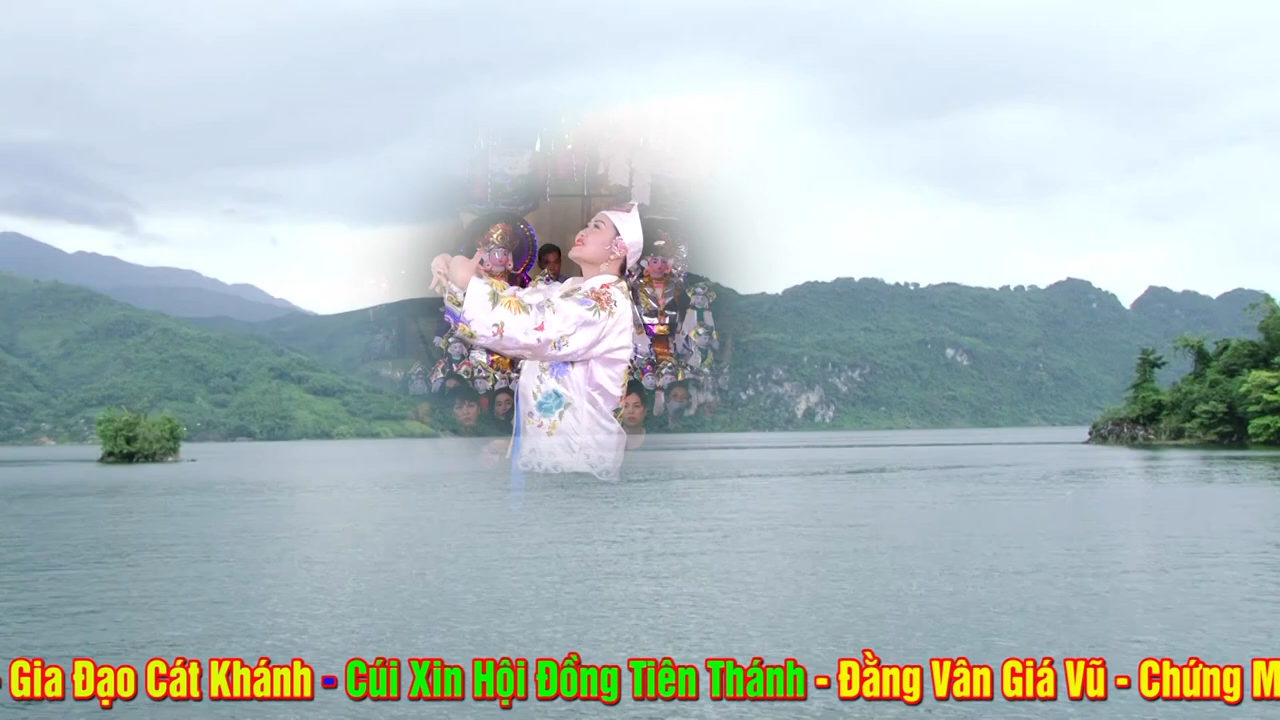 - Gia Đạo Cát Khánh - Cúi Xin Hội Đồng Tiên Thánh - Đằng Vân Giá Vũ - Chứng M